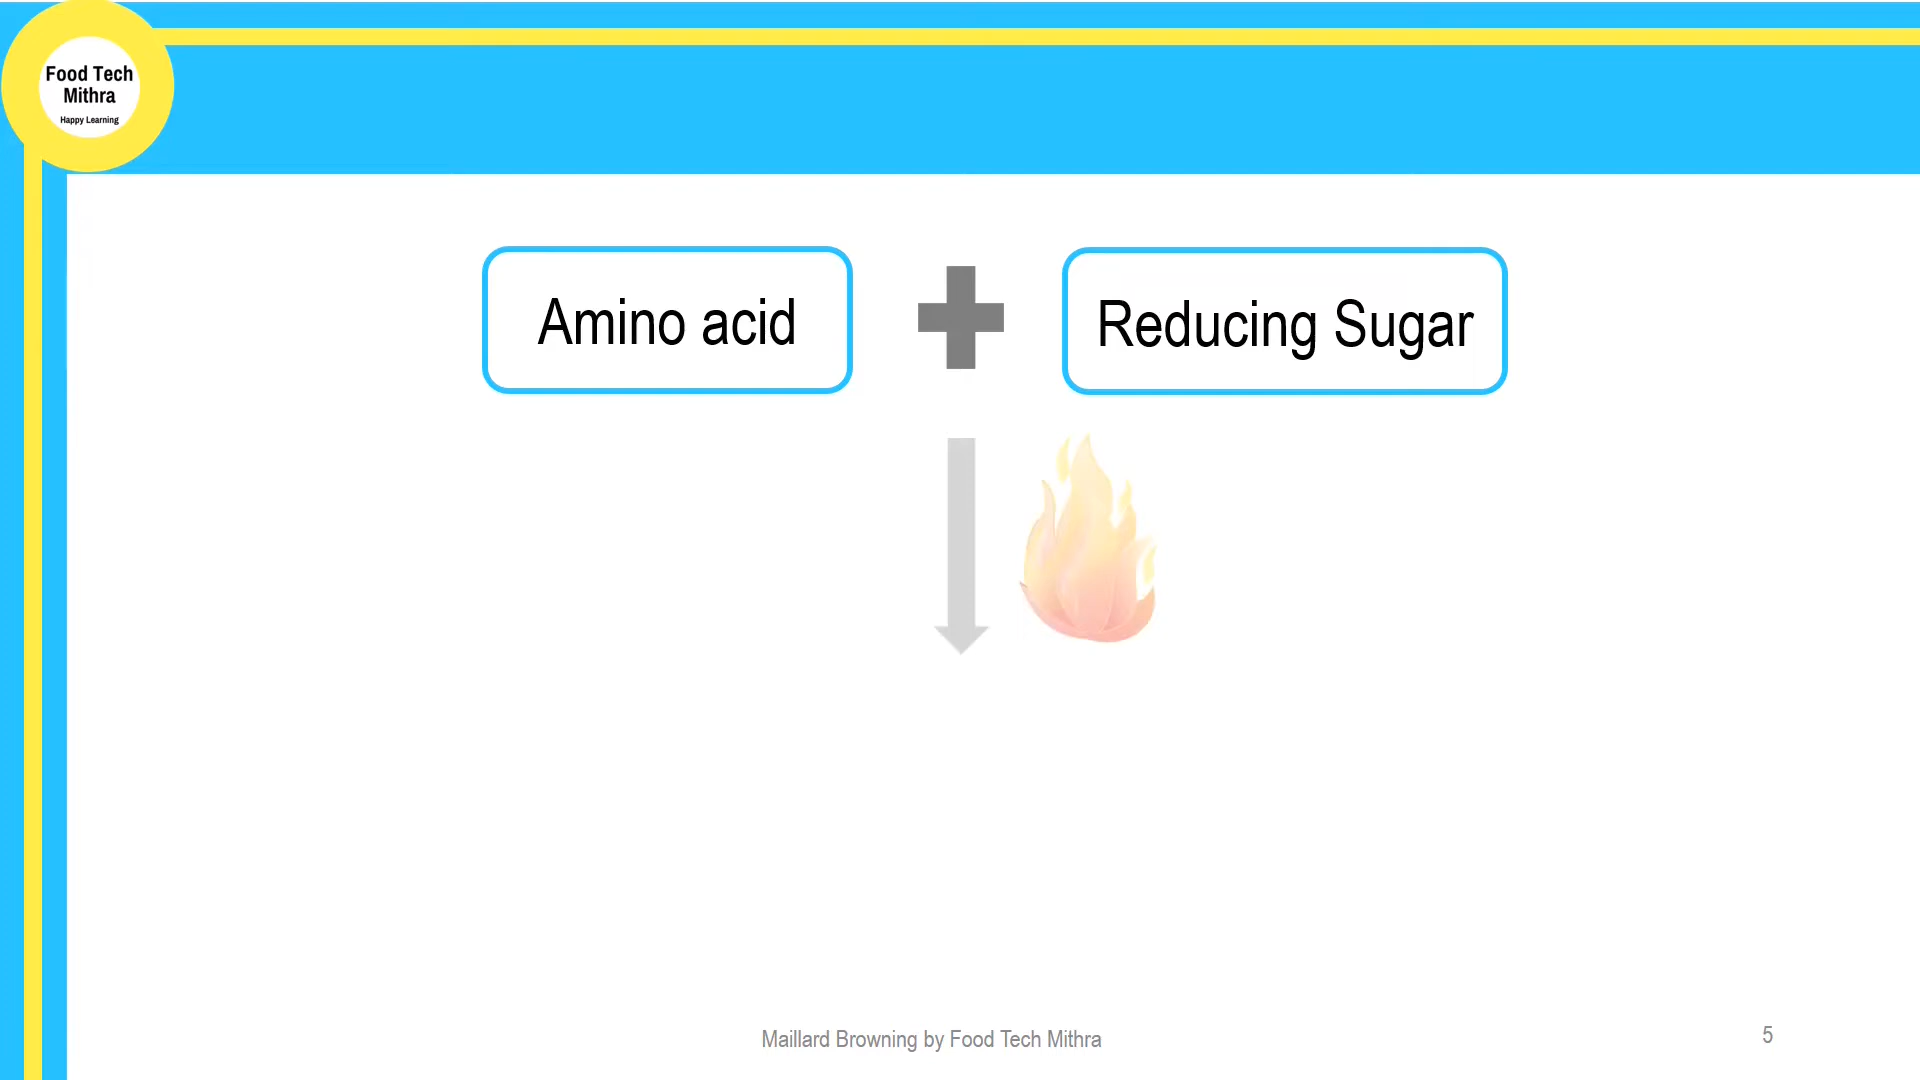 Food Tech
Mithra
Happy Learning
Amino acid
Reducing Sugar
Maillard Browning by Food Tech Mithra
5